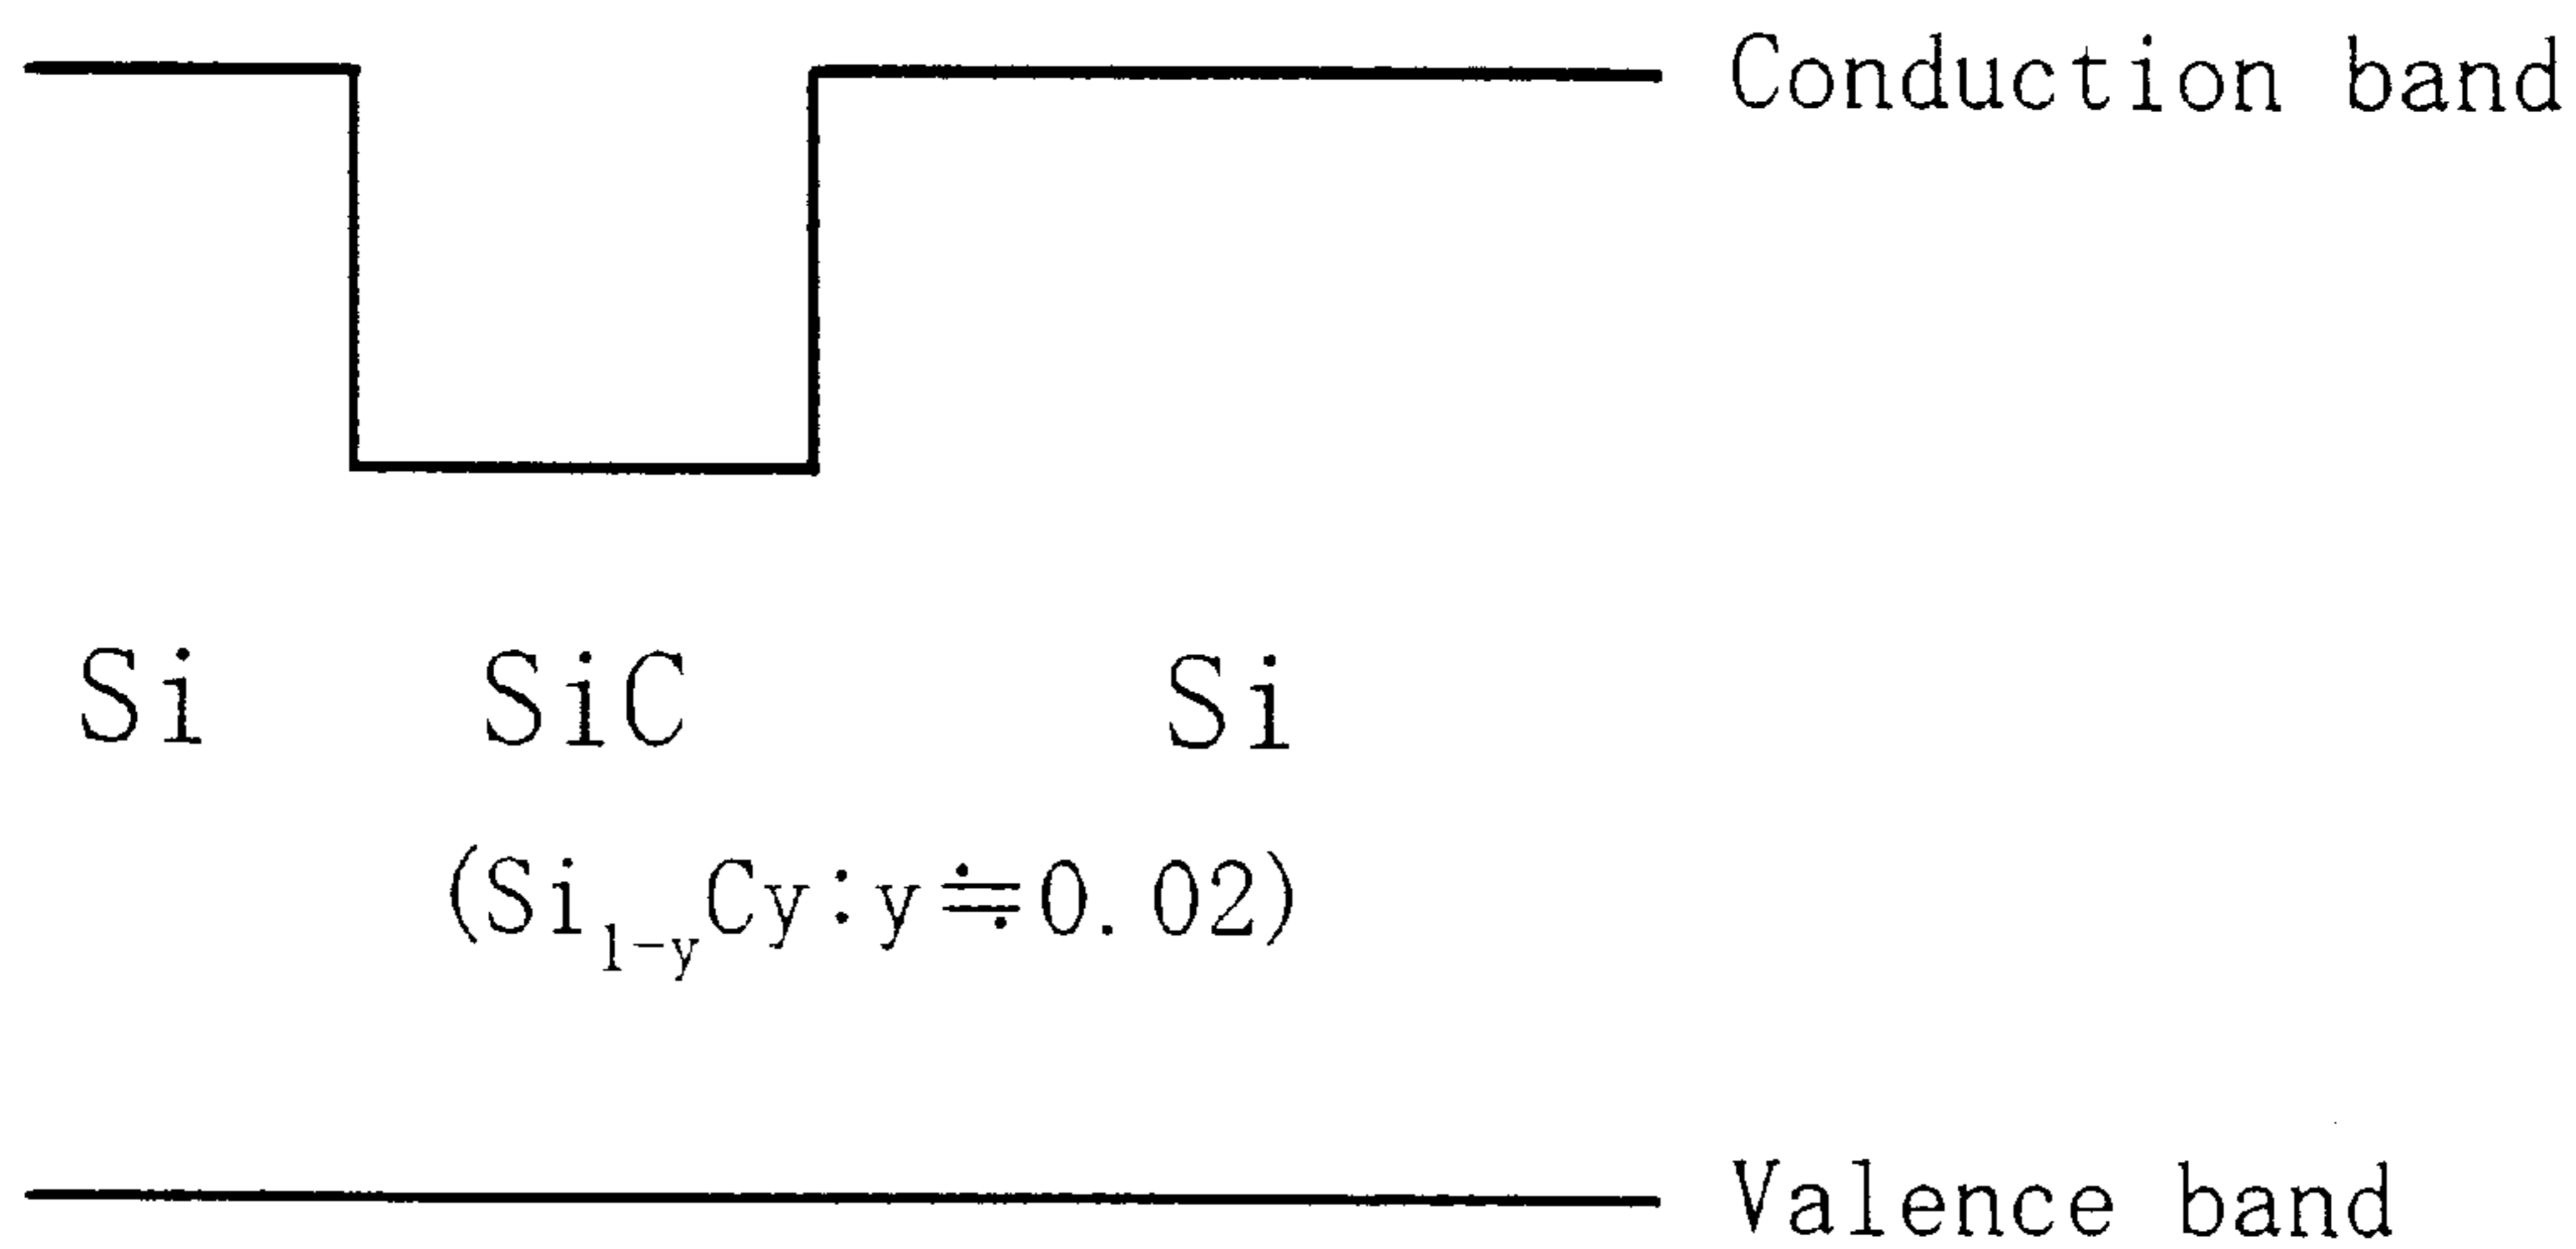 Conduction band
Si SiC Si
(Si₁₋yCy:y≒0.02)
Valence band